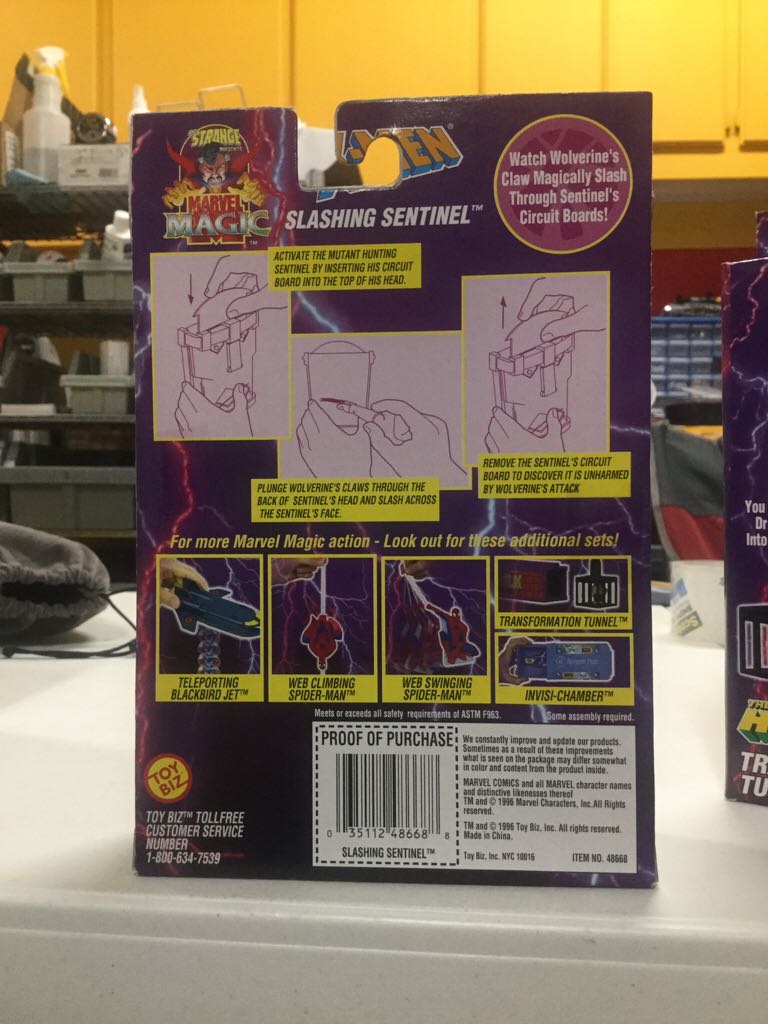 DR. STRANGE
PRESENTS
MARVEL
MAGIC™
X-MEN®
SLASHING SENTINEL™
Watch Wolverine's
Claw Magically Slash
Through Sentinel's
Circuit Boards!
ACTIVATE THE MUTANT HUNTING
SENTINEL BY INSERTING HIS CIRCUIT
BOARD INTO THE TOP OF HIS HEAD.
PLUNGE WOLVERINE'S CLAWS THROUGH THE
BACK OF SENTINEL'S HEAD AND SLASH ACROSS
THE SENTINEL'S FACE.
REMOVE THE SENTINEL'S CIRCUIT
BOARD TO DISCOVER IT IS UNHARMED
BY WOLVERINE'S ATTACK
For more Marvel Magic action - Look out for these additional sets!
TELEPORTING
BLACKBIRD JET™
WEB CLIMBING
SPIDER-MAN™
WEB SWINGING
SPIDER-MAN™
TRANSFORMATION TUNNEL™
INVISI-CHAMBER™
Meets or exceeds all safety requirements of ASTM F963.
Some assembly required.
TOY
BIZ
TOY BIZ™ TOLLFREE
CUSTOMER SERVICE
NUMBER
1-800-634-7539
PROOF OF PURCHASE
0 35112 48668 8
SLASHING SENTINEL™
We constantly improve and update our products.
Sometimes as a result of these improvements
what is seen on the package may differ somewhat
in color and content from the product inside.
MARVEL COMICS and all MARVEL character names
and distinctive likenesses thereof
TM and © 1996 Marvel Characters, Inc. All Rights
reserved.
TM and © 1996 Toy Biz, Inc. All rights reserved.
Made in China.
Toy Biz, Inc. NYC 10016
ITEM NO. 48668
You
Dr
Into
THE
TR
TU